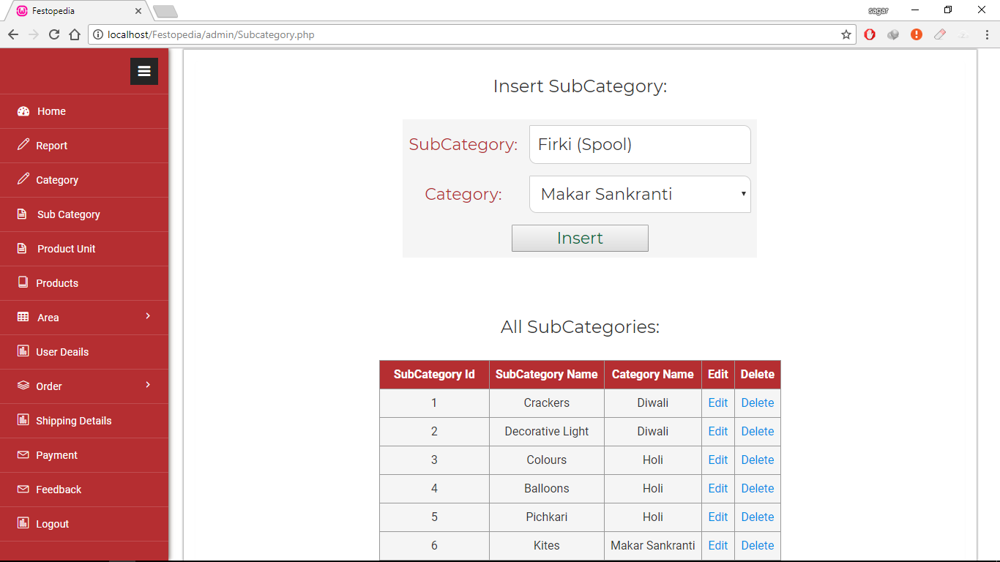 Festopedia
sagar
localhost/Festopedia/admin/Subcategory.php
Home
Report
Category
Sub Category
Product Unit
Products
Area
User Deails
Order
Shipping Details
Payment
Feedback
Logout
Insert SubCategory:
SubCategory: Firki (Spool)
Category: Makar Sankranti
Insert
All SubCategories:
SubCategory Id SubCategory Name Category Name Edit Delete
1 Crackers Diwali Edit Delete
2 Decorative Light Diwali Edit Delete
3 Colours Holi Edit Delete
4 Balloons Holi Edit Delete
5 Pichkari Holi Edit Delete
6 Kites Makar Sankranti Edit Delete